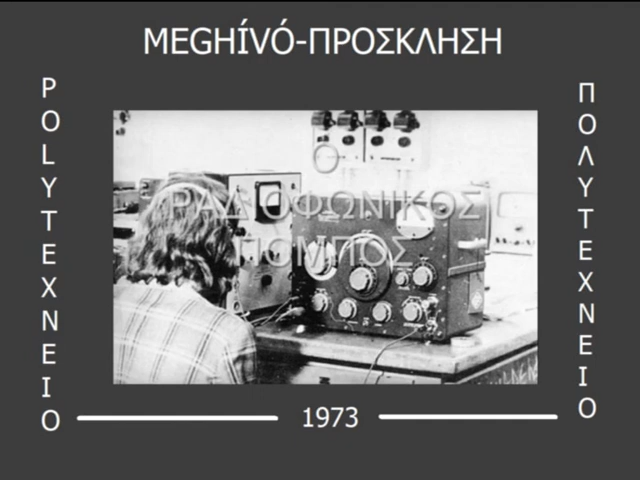 MEGHÍVÓ-ΠΡΟΣΚΛΗΣΗ
POLYTEXNEIO
Ο
ΡΑΔΙΟΦΩΝΙΚΟΣ
ΠΟΜΠΟΣ
ΠΟΛΥΤΕΧΝΕΙΟ
1973